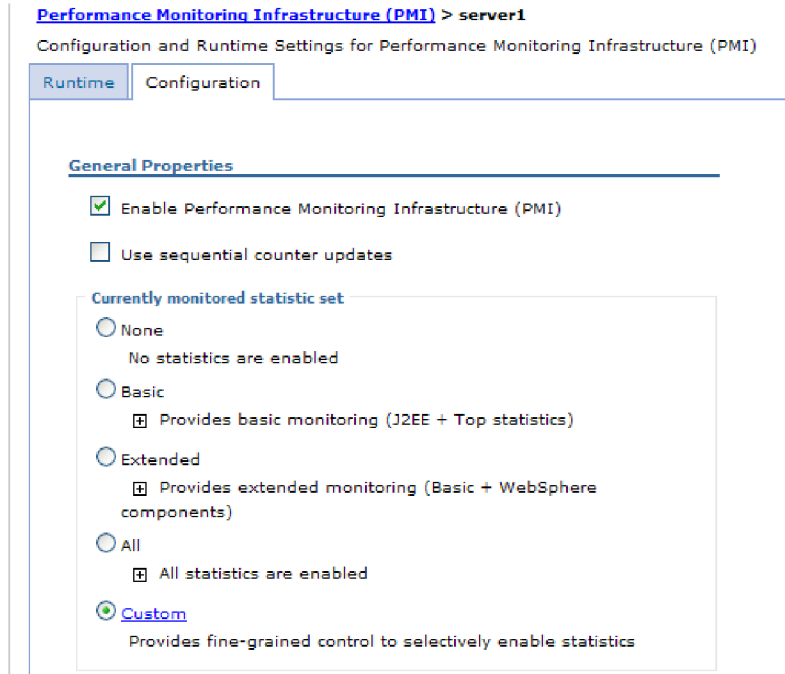 Performance Monitoring Infrastructure (PMI) > server1
Configuration and Runtime Settings for Performance Monitoring Infrastructure (PMI)
Runtime Configuration
General Properties
Enable Performance Monitoring Infrastructure (PMI)
Use sequential counter updates
Currently monitored statistic set
None
No statistics are enabled
Basic
Provides basic monitoring (J2EE + Top statistics)
Extended
Provides extended monitoring (Basic + WebSphere
components)
All
All statistics are enabled
Custom
Provides fine-grained control to selectively enable statistics